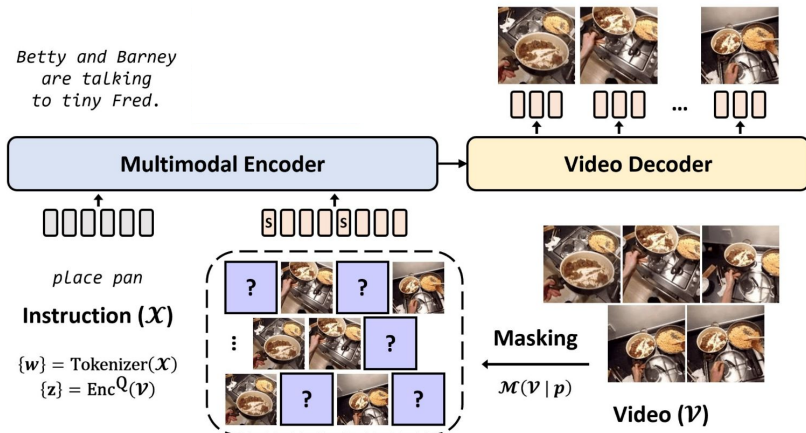 Betty and Barney
are talking
to tiny Fred.
...
Multimodal Encoder
Video Decoder
S
S
place pan
Instruction (𝒳)
{𝒘} = Tokenizer(𝒳)
{𝐳} = Enc^Q(𝒱)
? ?
... ?
? ?
Masking
ℳ(𝒱 | 𝒑)
Video (𝒱)